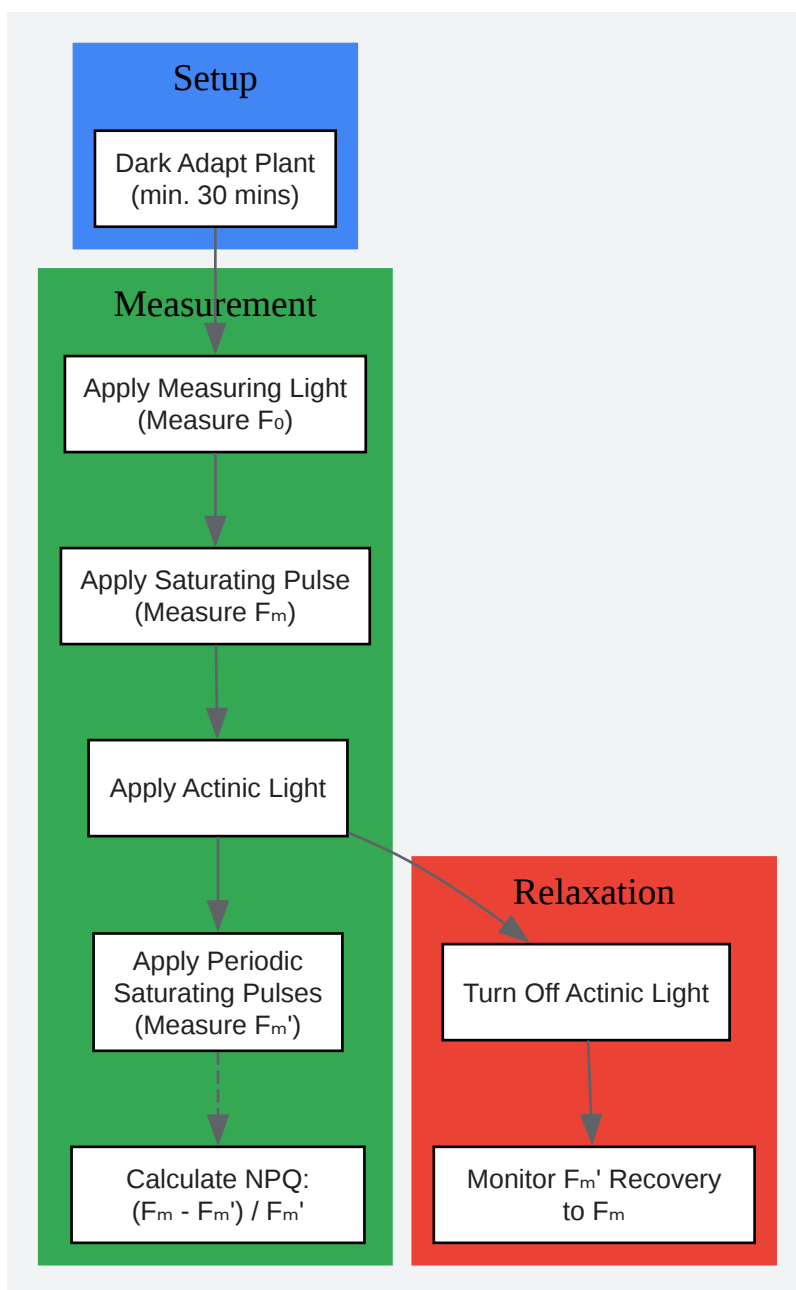 Setup
Dark Adapt Plant
(min. 30 mins)
Measurement
Apply Measuring Light
(Measure F₀)
Apply Saturating Pulse
(Measure Fₘ)
Apply Actinic Light
Apply Periodic
Saturating Pulses
(Measure Fₘ')
Calculate NPQ:
(Fₘ - Fₘ') / Fₘ'
Relaxation
Turn Off Actinic Light
Monitor Fₘ' Recovery
to Fₘ